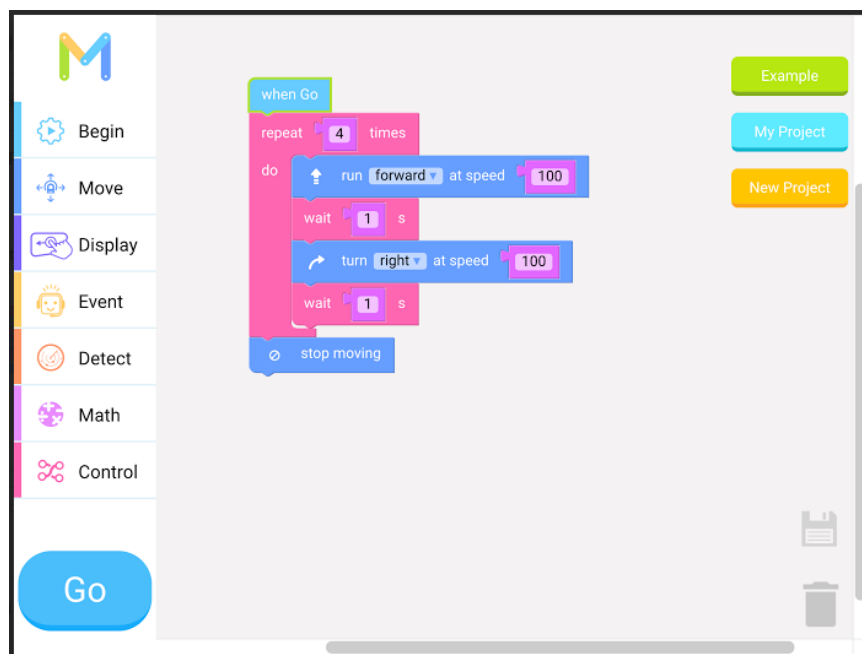 M
Begin
Move
Display
Event
Detect
Math
Control
Go
when Go
repeat 4 times
do
run forward at speed 100
wait 1 s
turn right at speed 100
wait 1 s
stop moving
Example
My Project
New Project